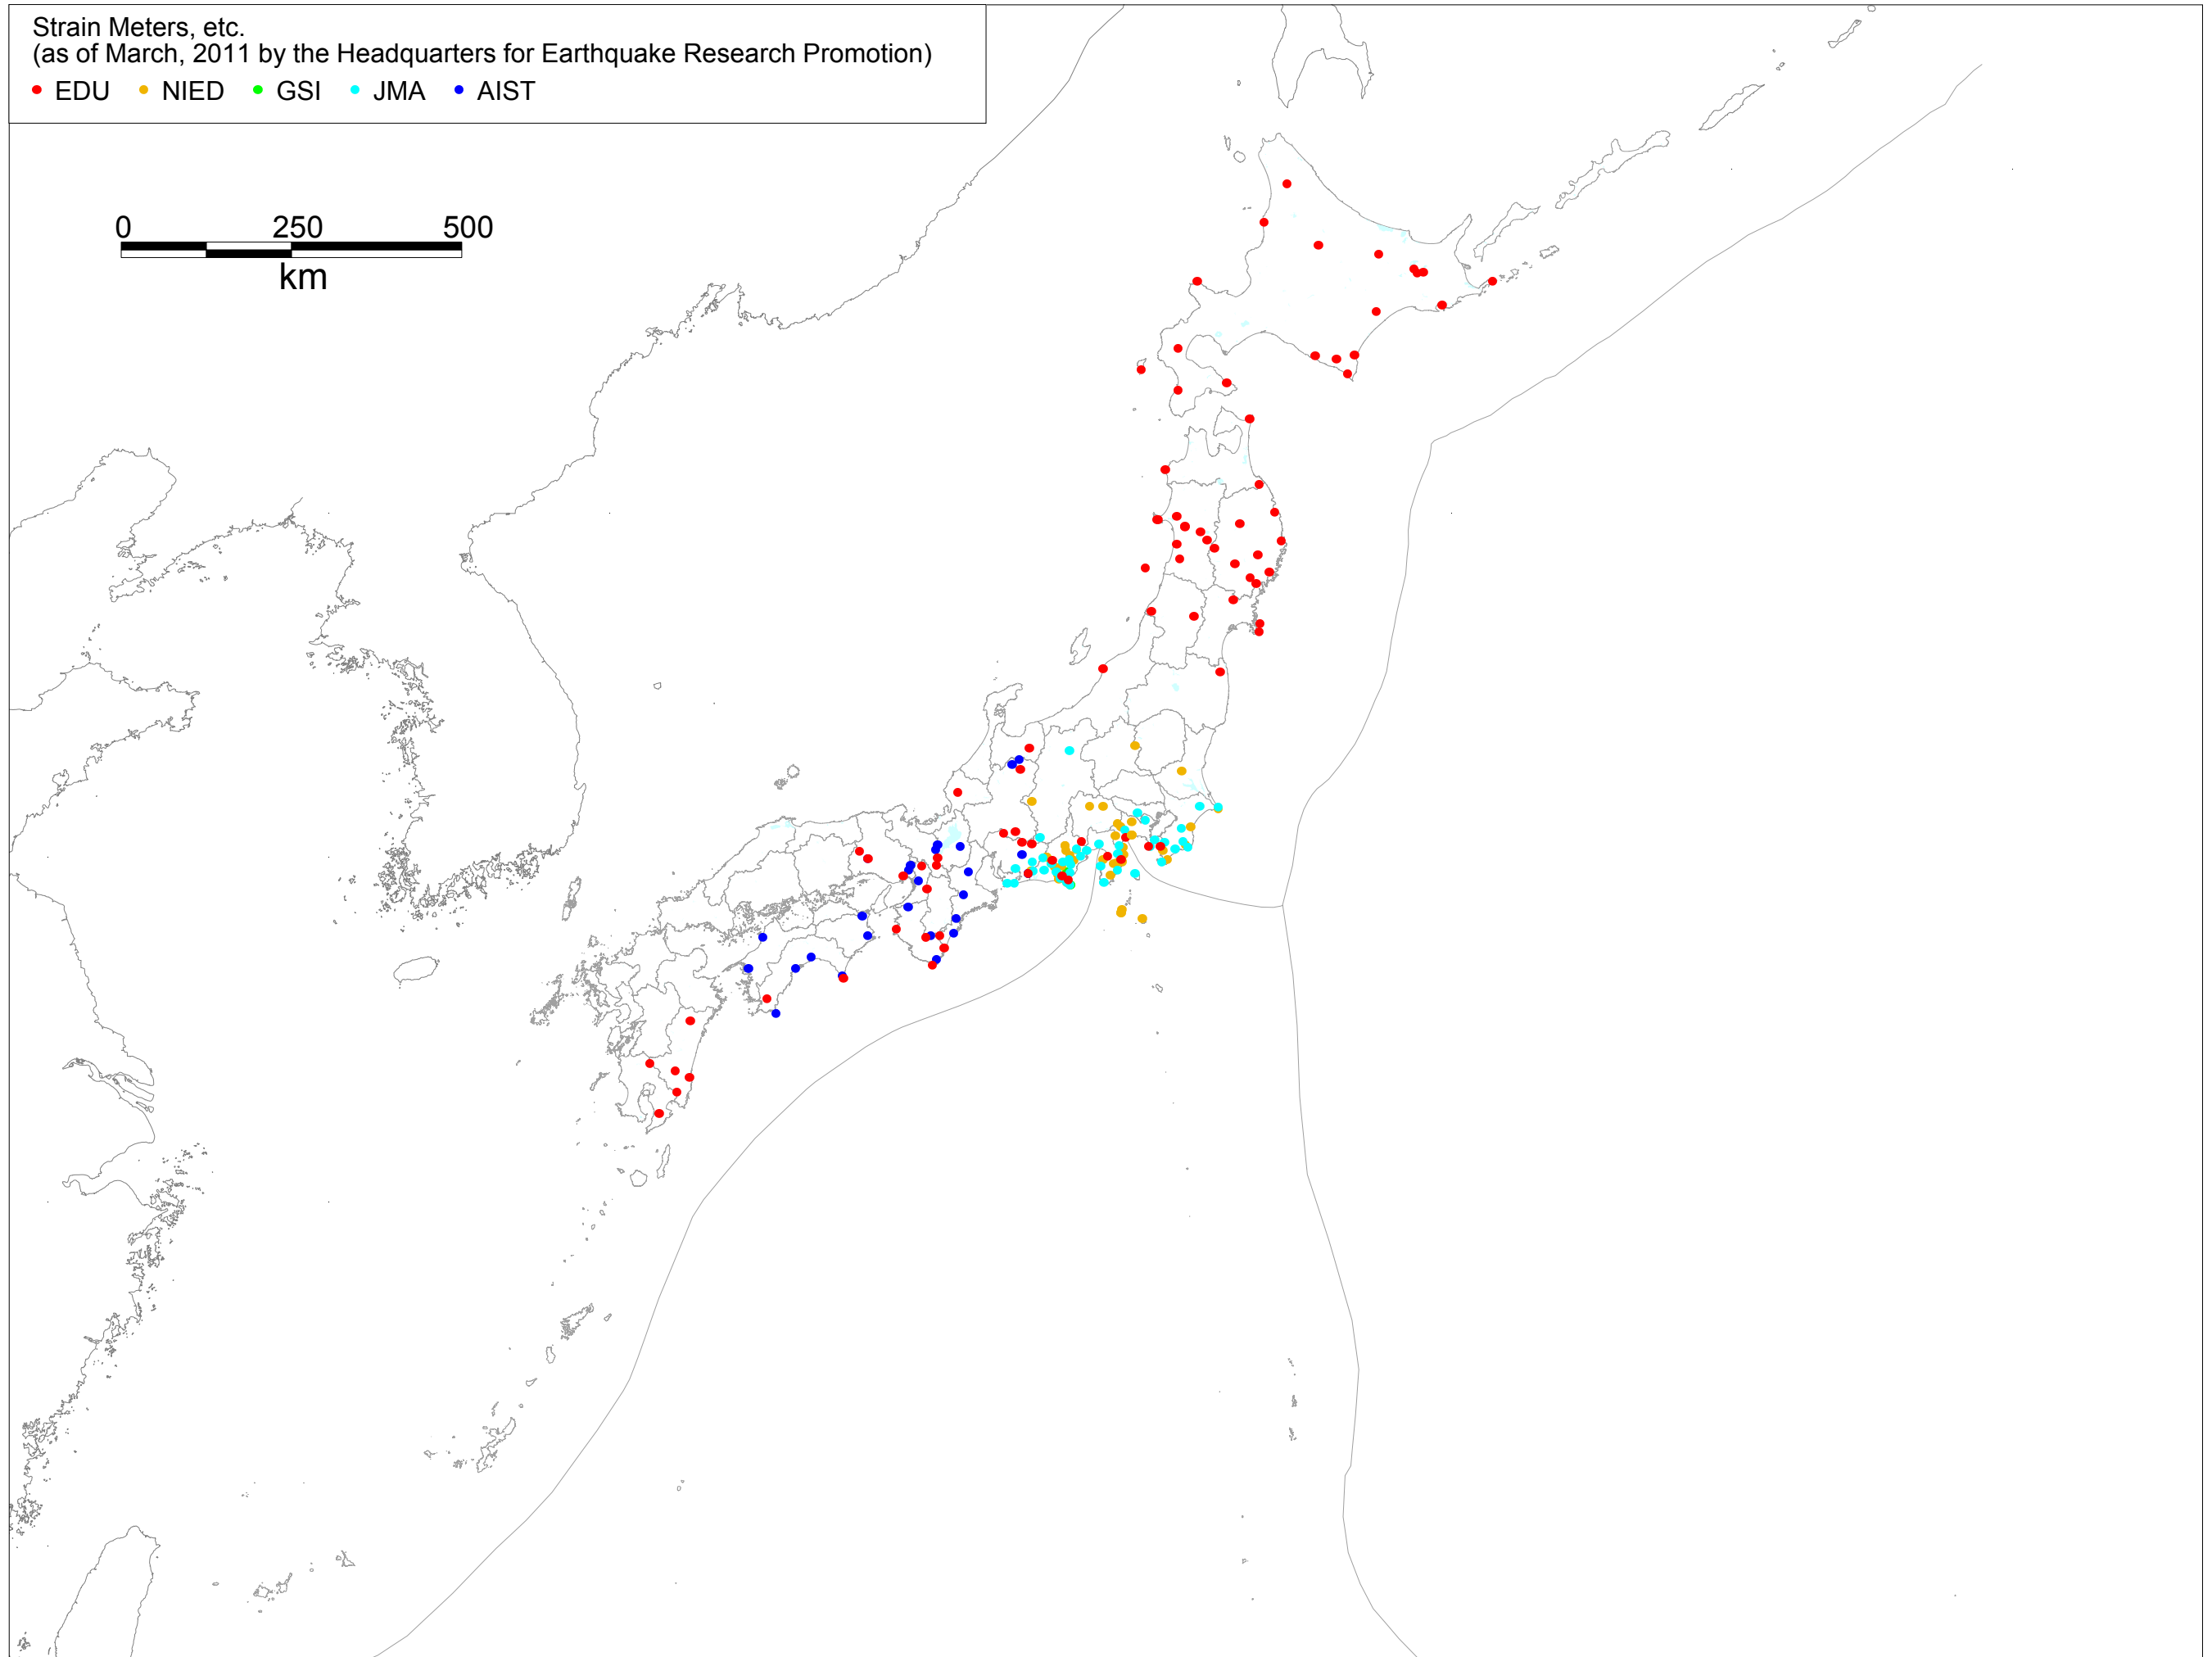 Strain Meters, etc.
(as of March, 2011 by the Headquarters for Earthquake Research Promotion)
EDU NIED GSI JMA AIST
0 250 500
km